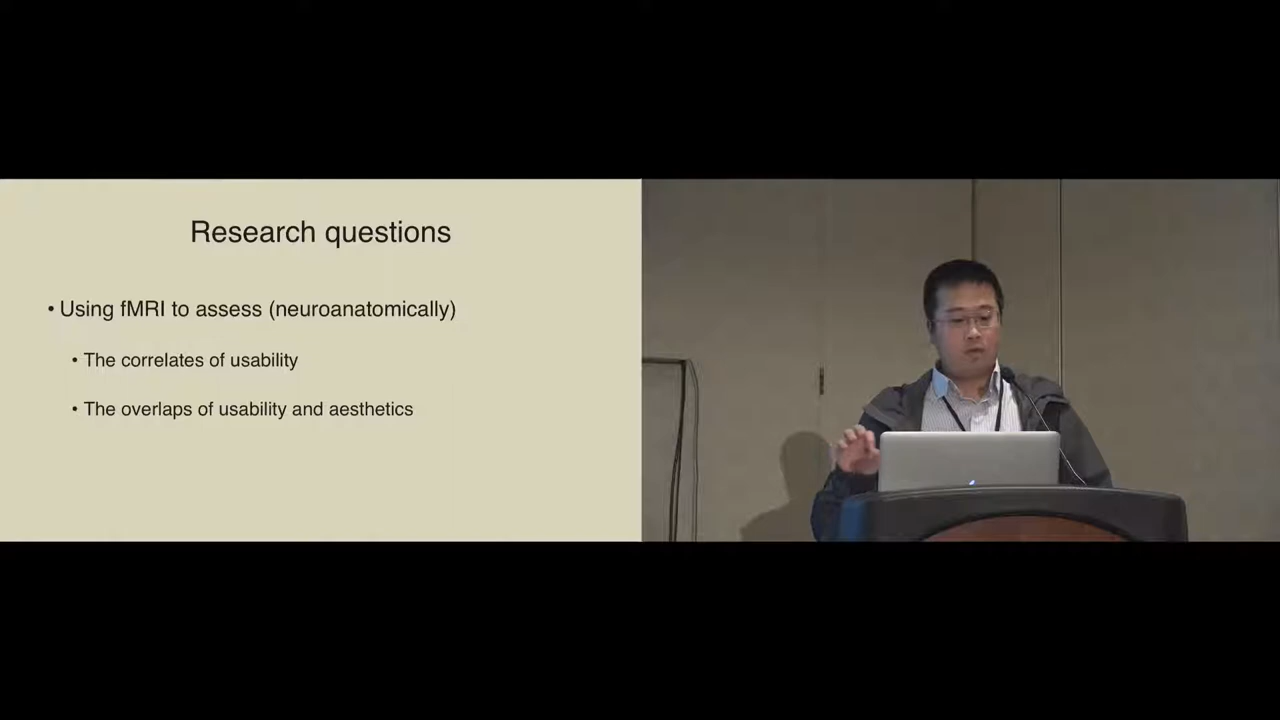 Research questions
• Using fMRI to assess (neuroanatomically)
• The correlates of usability
• The overlaps of usability and aesthetics